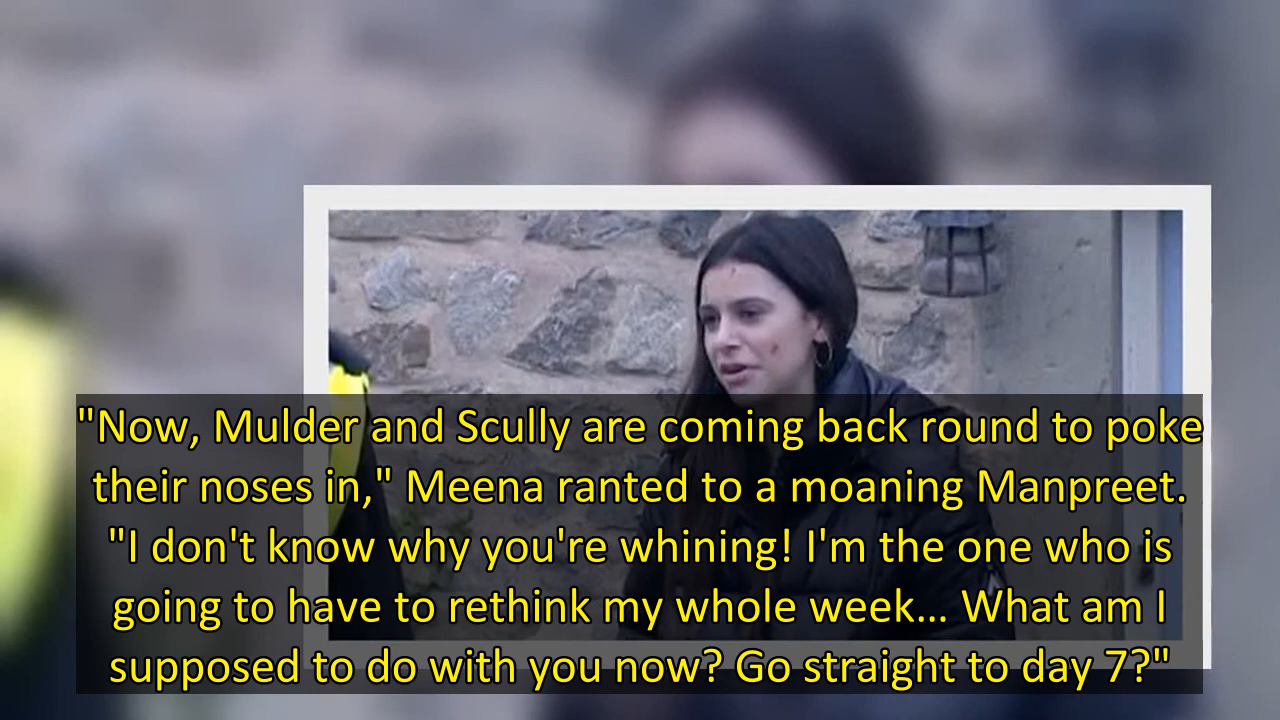 "Now, Mulder and Scully are coming back round to poke
their noses in," Meena ranted to a moaning Manpreet.
"I don't know why you're whining! I'm the one who is
going to have to rethink my whole week... What am I
supposed to do with you now? Go straight to day 7?"